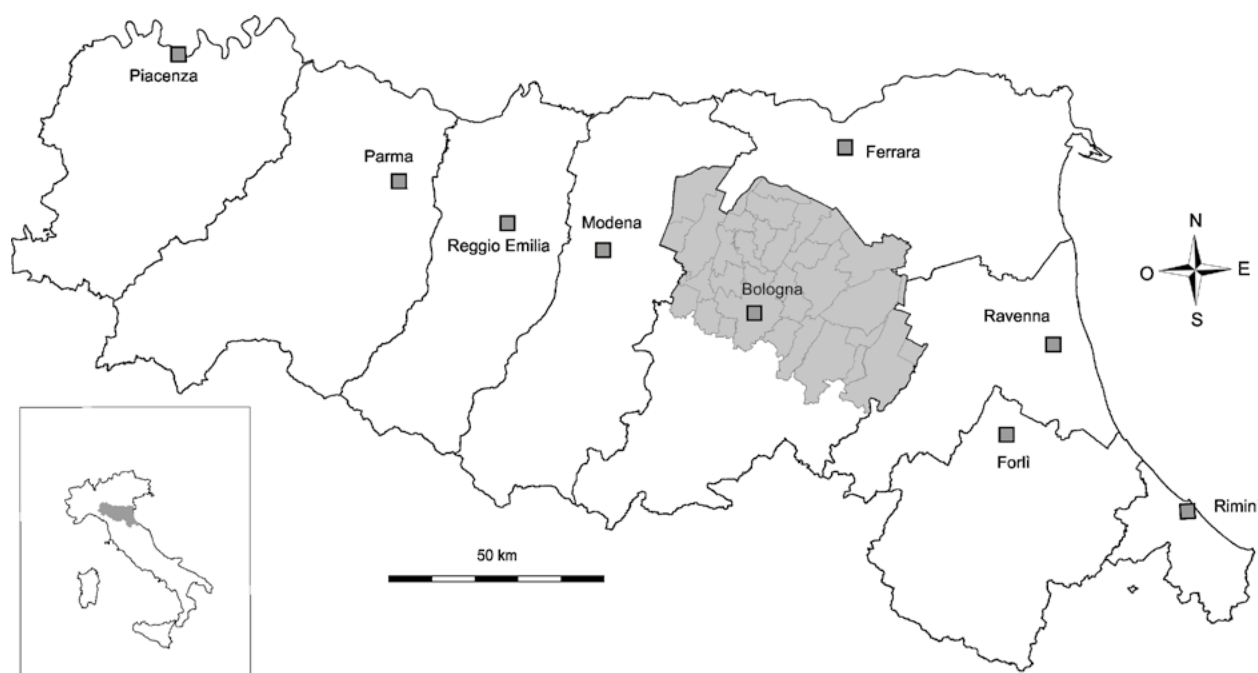 Piacenza
Parma
Ferrara
Reggio Emilia
Modena
Bologna
Ravenna
Forlì
Rimin
N
O
E
S
50 km